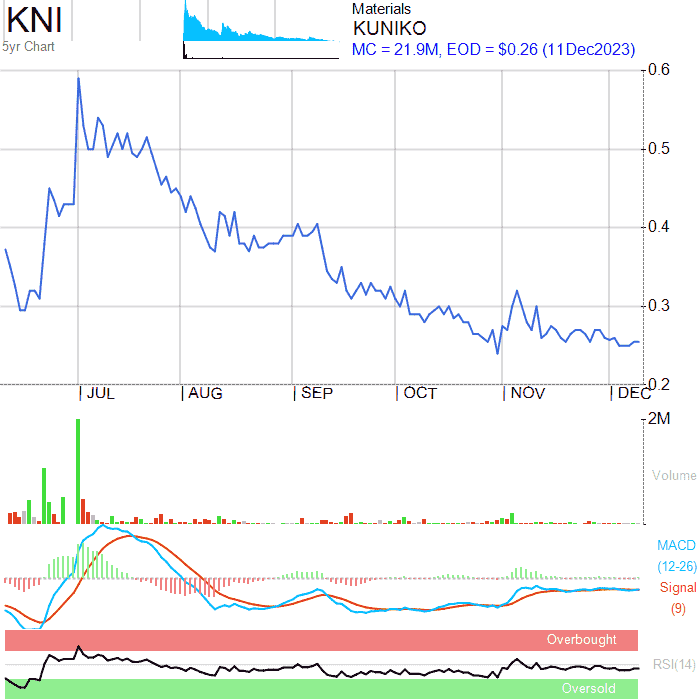 KNI
5yr Chart
Materials
KUNIKO
MC = 21.9M, EOD = $0.26 (11Dec2023)
0.6
0.5
0.4
0.3
0.2
| JUL | AUG | SEP | OCT | NOV | DEC
2M
Volume
MACD
(12-26)
Signal
(9)
Overbought
RSI(14)
Oversold